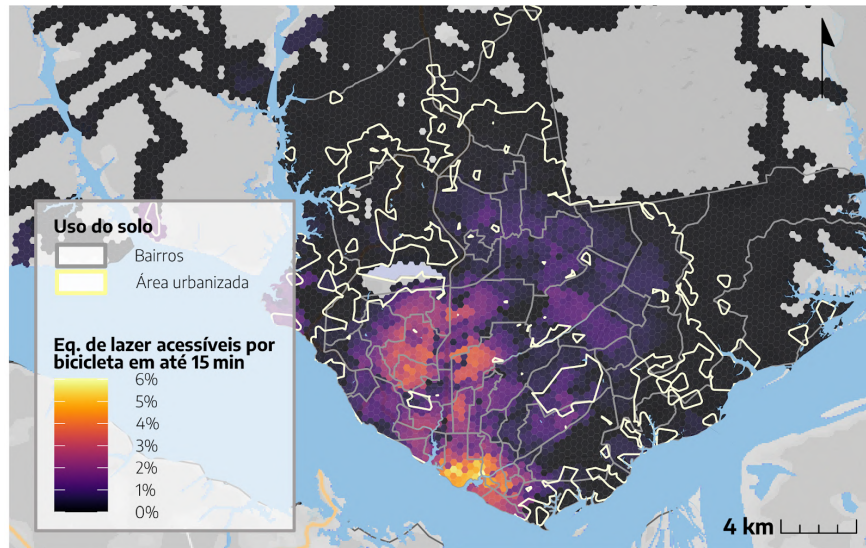 Uso do solo
Bairros
Área urbanizada
Eq. de lazer acessíveis por
bicicleta em até 15 min
6%
5%
4%
3%
2%
1%
0%
4 km